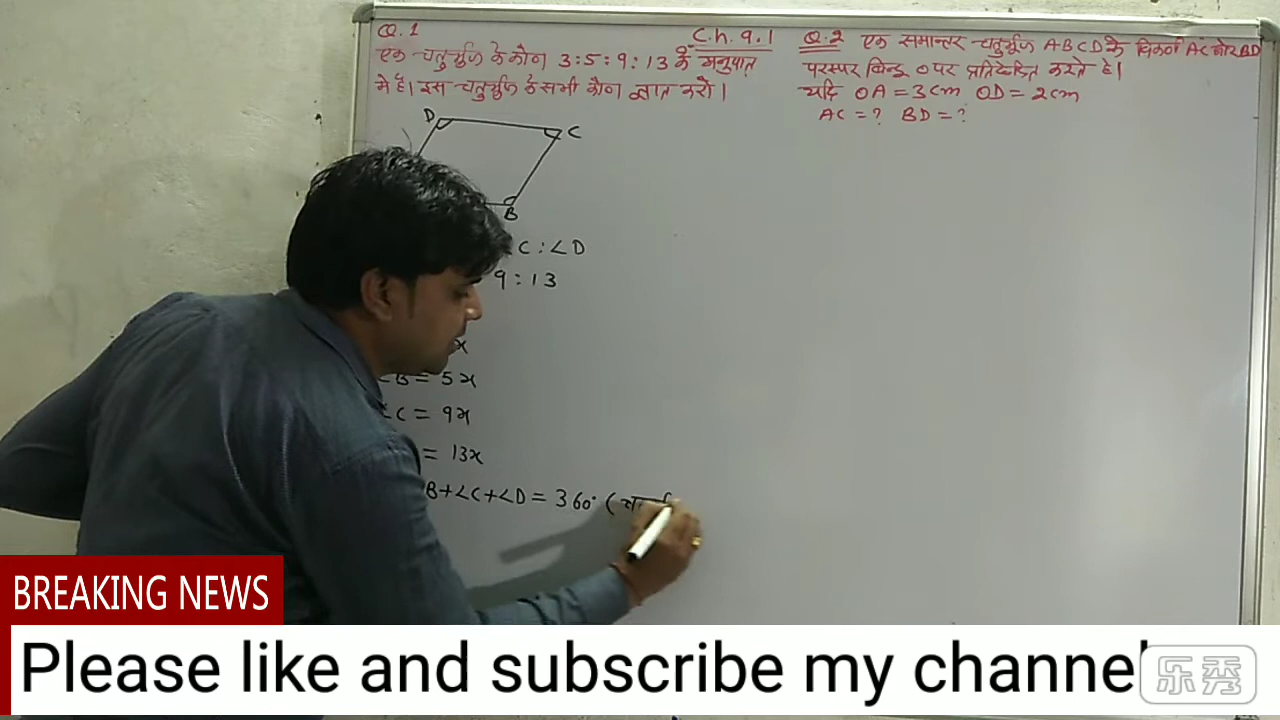 Q.1
एक चतुर्भुज के कोण 3:5:9:13 के अनुपात
मे है। इस चतुर्भुज के सभी कोण ज्ञात करो।
Ch. 9.1
Q.2 एक समान्तर चतुर्भुज ABCD के विकर्ण AC और BD
परस्पर बिन्दु O पर प्रतिच्छेदित करते है।
यदि OA = 3cm OD = 2cm
AC = ? BD = ?
D
C
B
C : ∠D
9 : 13
x
∠B = 5x
∠C = 9x
= 13x
B+∠C+∠D = 360° (
BREAKING NEWS
Please like and subscribe my channel
乐秀